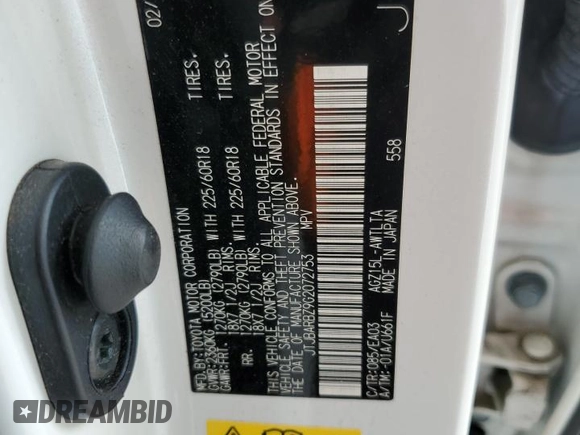 02/
MFD.BY:TOYOTA MOTOR CORPORATION
GVWR:2360KG (5200LB)
GAWR:FRT. 1270KG (2790LB) WITH 225/60R18 TIRES.
18X7 1/2J RIMS.
RR. 1270KG (2790LB) WITH 225/60R18 TIRES.
18X7 1/2J RIMS.
THIS VEHICLE CONFORMS TO ALL APPLICABLE FEDERAL MOTOR
VEHICLE SAFETY AND THEFT PREVENTION STANDARDS IN EFFECT ON
THE DATE OF MANUFACTURE SHOWN ABOVE.
JTJBARBZ9G2072753 MPV
J
558
C/TR:085/EA03 AGZ15L-AWTLTA
A/TM:-01A/U661F MADE IN JAPAN
DREAMBID